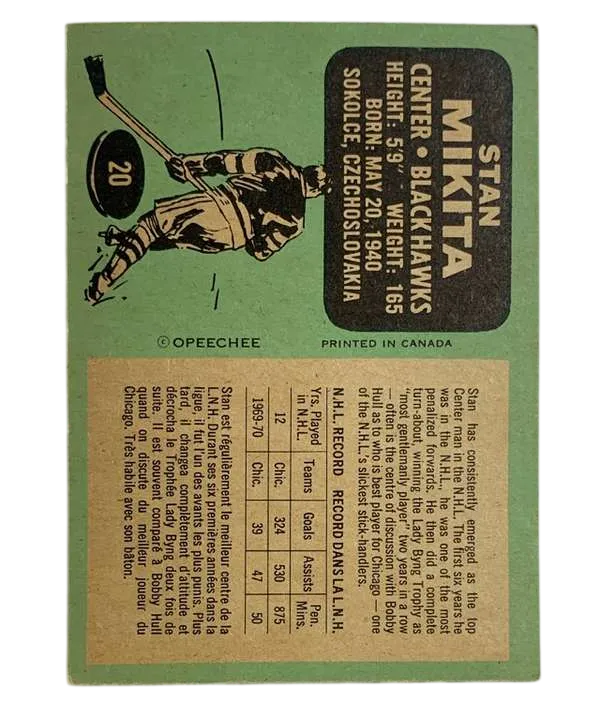 STAN
MIKITA
CENTER • BLACK HAWKS
HEIGHT: 5'9" WEIGHT: 165
BORN: MAY 20, 1940
SOKOLCE, CZECHOSLOVAKIA
20
© OPEECHEE
PRINTED IN CANADA
Stan has consistently emerged as the top
Center man in the N.H.L. The first six years he
was in the N.H.L., he was one of the most
penalized forwards. He then did a complete
turn-about, winning the Lady Byng Trophy as
"most gentlemanly player" two years in a row
— often is the centre of discussion with Bobby
Hull as to who is best player for Chicago — one
of the N.H.L.'s slickest stick-handlers.
N.H.L. RECORD RECORD DANS LA L.N.H.
Yrs. Played in N.H.L. Teams Goals Assists Pen. Mins.
12 Chic. 324 530 875
1969-70 Chic. 39 47 50
Stan est régulièrement le meilleur centre de la
L.N.H. Durant ses six premières années dans la
ligue, il fut l'un des avants les plus punis. Plus
tard, il changea complètement d'attitude et
décrocha le Trophée Lady Byng deux fois de
suite. Il est souvent comparé à Bobby Hull
quand on discute du meilleur joueur du
Chicago. Très habile avec son bâton.